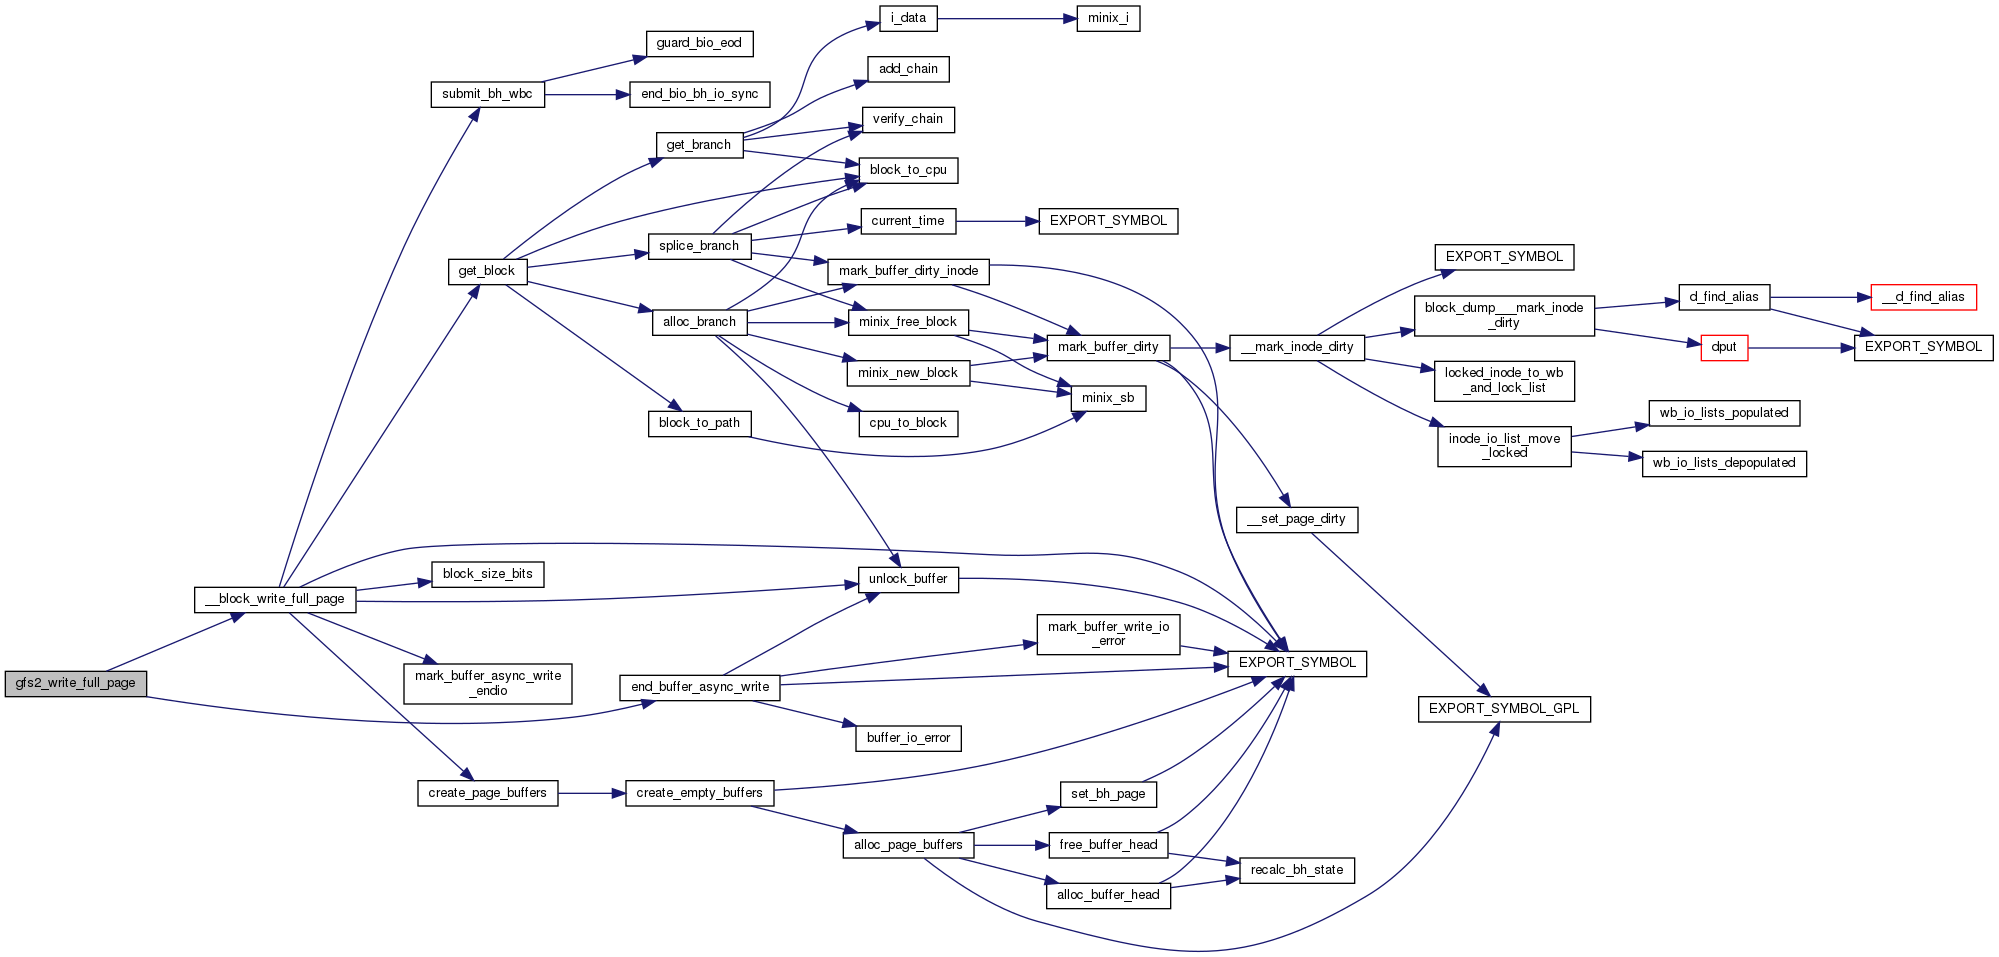 i_data
minix_i
guard_bio_eod
add_chain
submit_bh_wbc
end_bio_bh_io_sync
verify_chain
get_branch
block_to_cpu
current_time
EXPORT_SYMBOL
splice_branch
get_block
mark_buffer_dirty_inode
EXPORT_SYMBOL
d_find_alias
__d_find_alias
block_dump___mark_inode
_dirty
alloc_branch
minix_free_block
mark_buffer_dirty
__mark_inode_dirty
dput
EXPORT_SYMBOL
minix_new_block
locked_inode_to_wb
_and_lock_list
minix_sb
block_to_path
cpu_to_block
wb_io_lists_populated
inode_io_list_move
_locked
wb_io_lists_depopulated
__set_page_dirty
block_size_bits
unlock_buffer
__block_write_full_page
mark_buffer_write_io
_error
EXPORT_SYMBOL
gfs2_write_full_page
mark_buffer_async_write
_endio
end_buffer_async_write
EXPORT_SYMBOL_GPL
buffer_io_error
create_page_buffers
create_empty_buffers
set_bh_page
alloc_page_buffers
free_buffer_head
recalc_bh_state
alloc_buffer_head